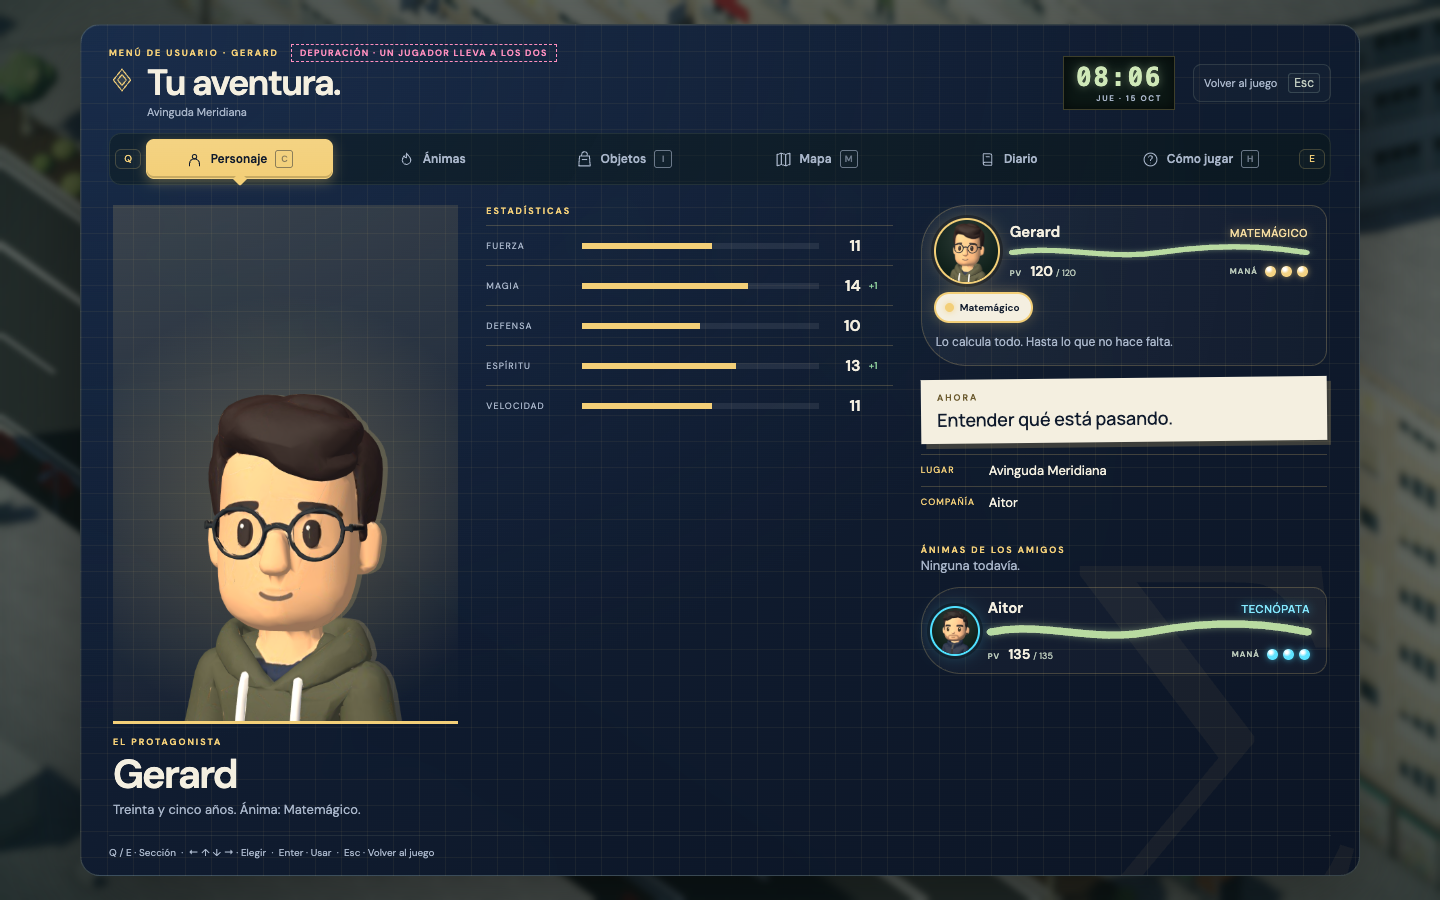 MENÚ DE USUARIO · GERARD
DEPURACIÓN · UN JUGADOR LLEVA A LOS DOS
Tu aventura.
Avinguda Meridiana
08:06
JUE · 15 OCT
Volver al juego Esc
Q
Personaje C
Ánimas
Objetos I
Mapa M
Diario
Cómo jugar H
E
EL PROTAGONISTA
Gerard
Treinta y cinco años. Ánima: Matemágico.
ESTADÍSTICAS
FUERZA 11
MAGIA 14 +1
DEFENSA 10
ESPÍRITU 13 +1
VELOCIDAD 11
Gerard MATEMÁGICO
PV 120 / 120 MANÁ
Matemágico
Lo calcula todo. Hasta lo que no hace falta.
AHORA
Entender qué está pasando.
LUGAR Avinguda Meridiana
COMPAÑÍA Aitor
ÁNIMAS DE LOS AMIGOS
Ninguna todavía.
Aitor TECNÓPATA
PV 135 / 135 MANÁ
Q / E · Sección · ← ↑ ↓ → · Elegir · Enter · Usar · Esc · Volver al juego